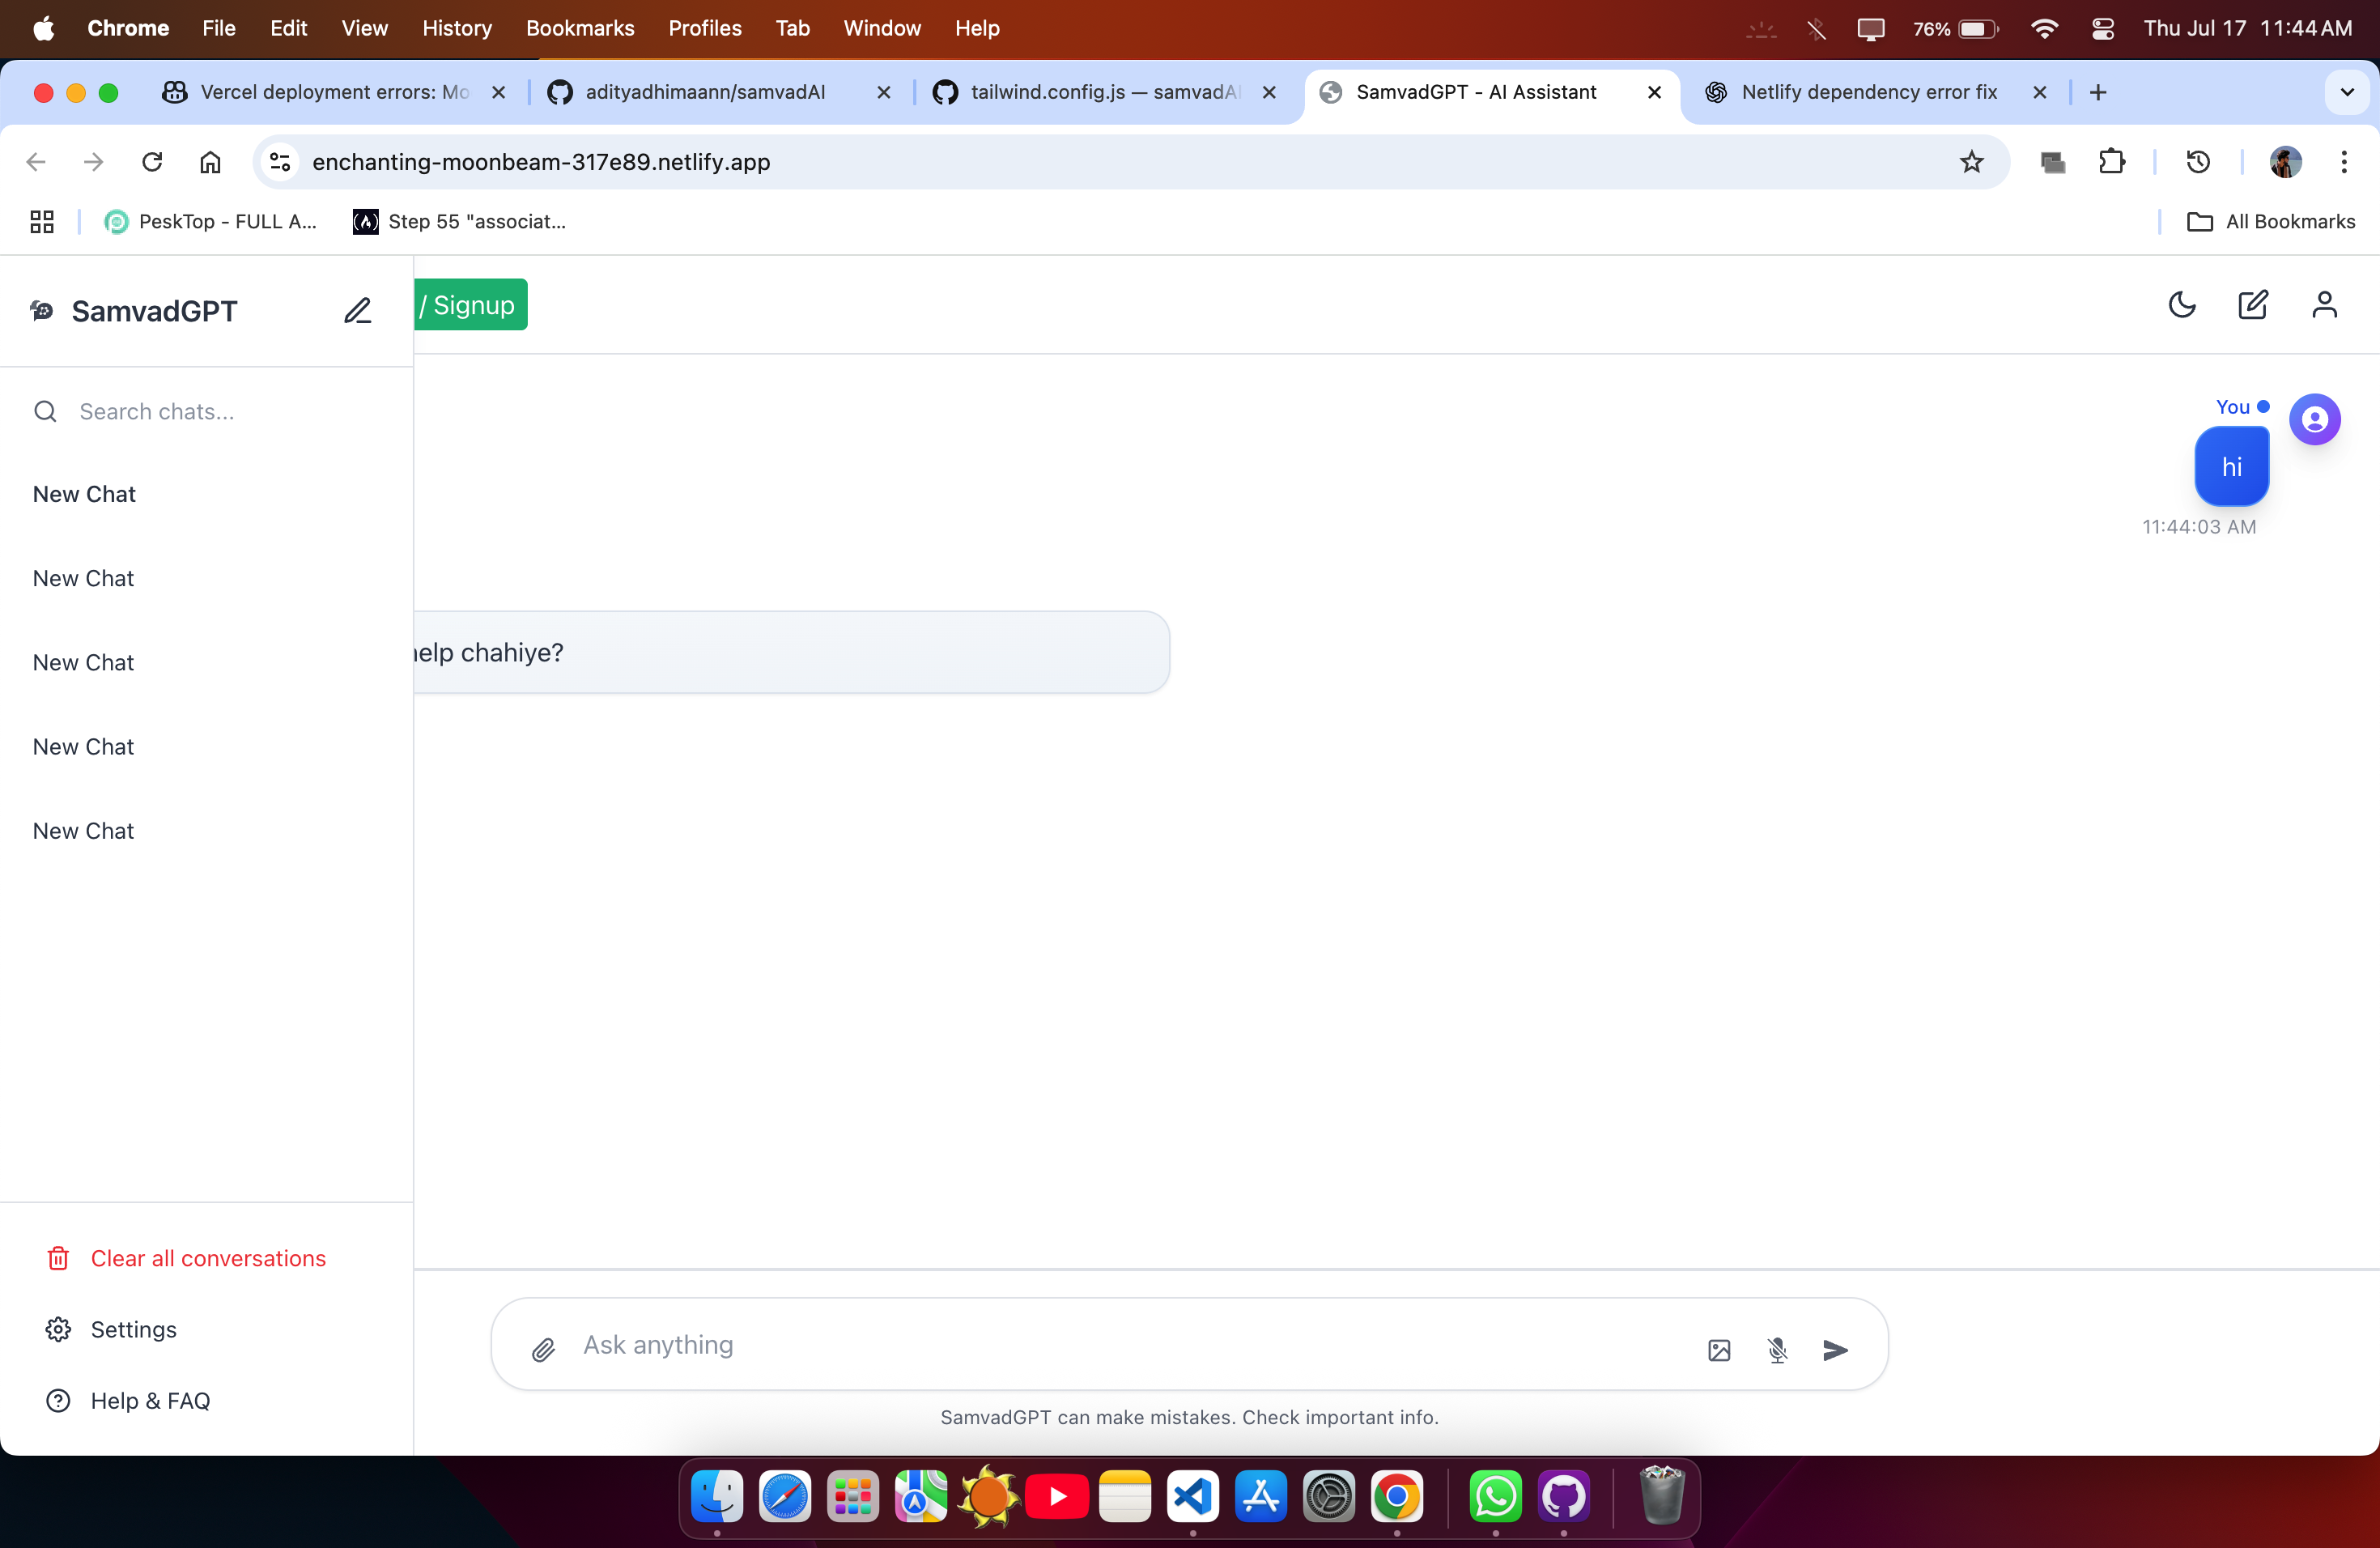 Chrome File Edit View History Bookmarks Profiles Tab Window Help 76% Thu Jul 17 11:44 AM
Vercel deployment errors: Mo adityadhimaann/samvadAI tailwind.config.js — samvadAI SamvadGPT - AI Assistant Netlify dependency error fix
enchanting-moonbeam-317e89.netlify.app
PeskTop - FULL A... Step 55 "associat... All Bookmarks
SamvadGPT
/ Signup
Search chats...
You
hi
11:44:03 AM
New Chat
New Chat
New Chat
help chahiye?
New Chat
New Chat
Clear all conversations
Settings
Help & FAQ
Ask anything
SamvadGPT can make mistakes. Check important info.